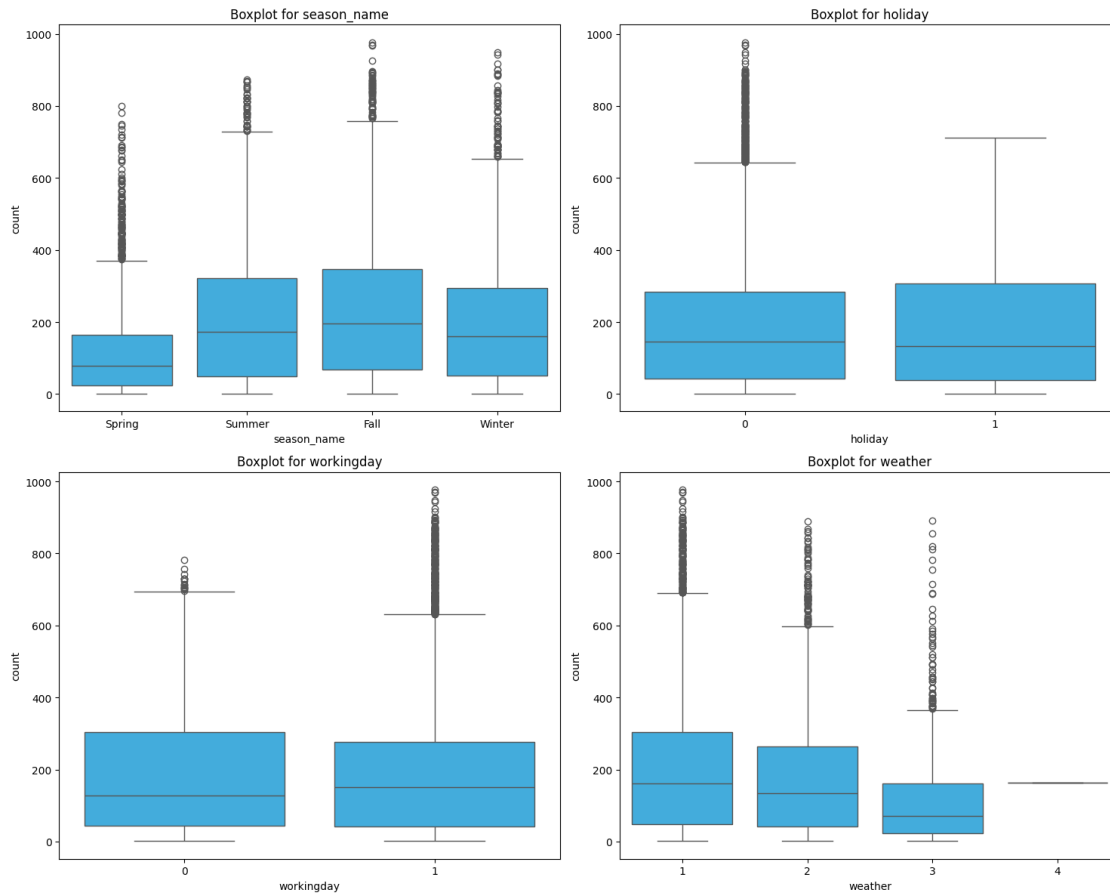 Boxplot for season_name
1000
800
600
400
200
0
count
Spring Summer Fall Winter
season_name
Boxplot for holiday
1000
800
600
400
200
0
count
0 1
holiday
Boxplot for workingday
1000
800
600
400
200
0
count
0 1
workingday
Boxplot for weather
1000
800
600
400
200
0
count
1 2 3 4
weather